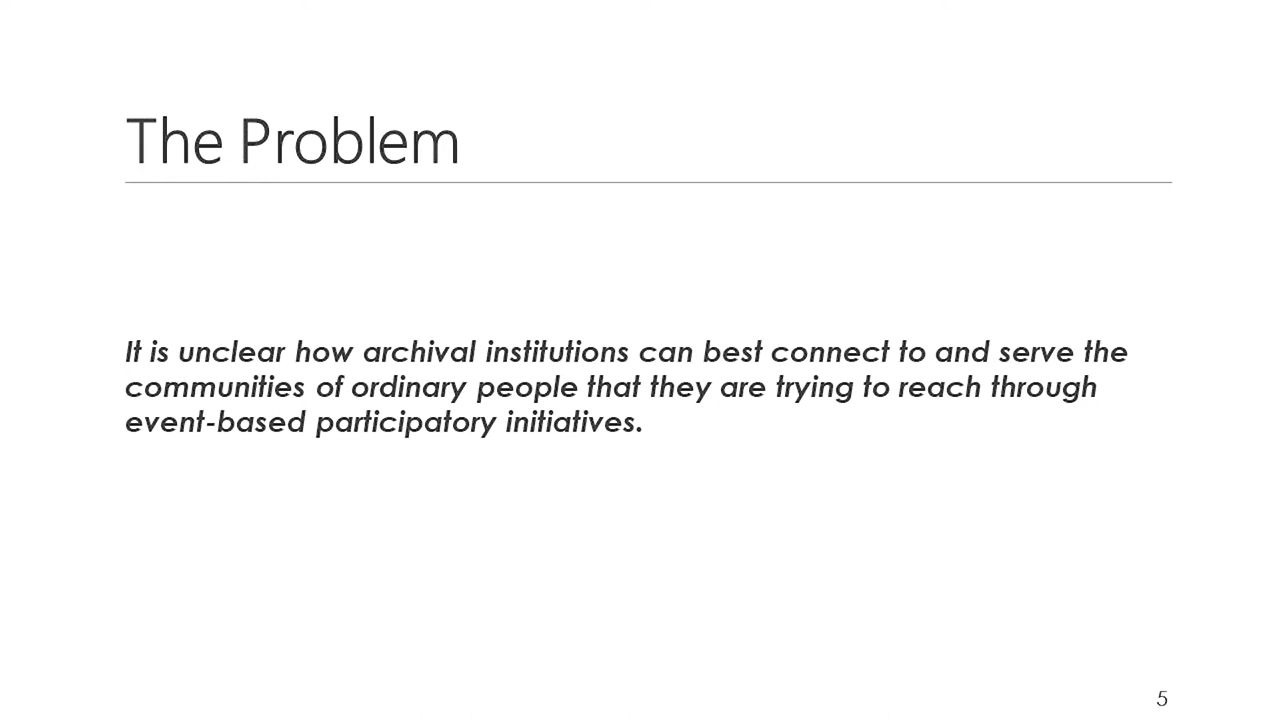 The Problem
It is unclear how archival institutions can best connect to and serve the
communities of ordinary people that they are trying to reach through
event-based participatory initiatives.
5